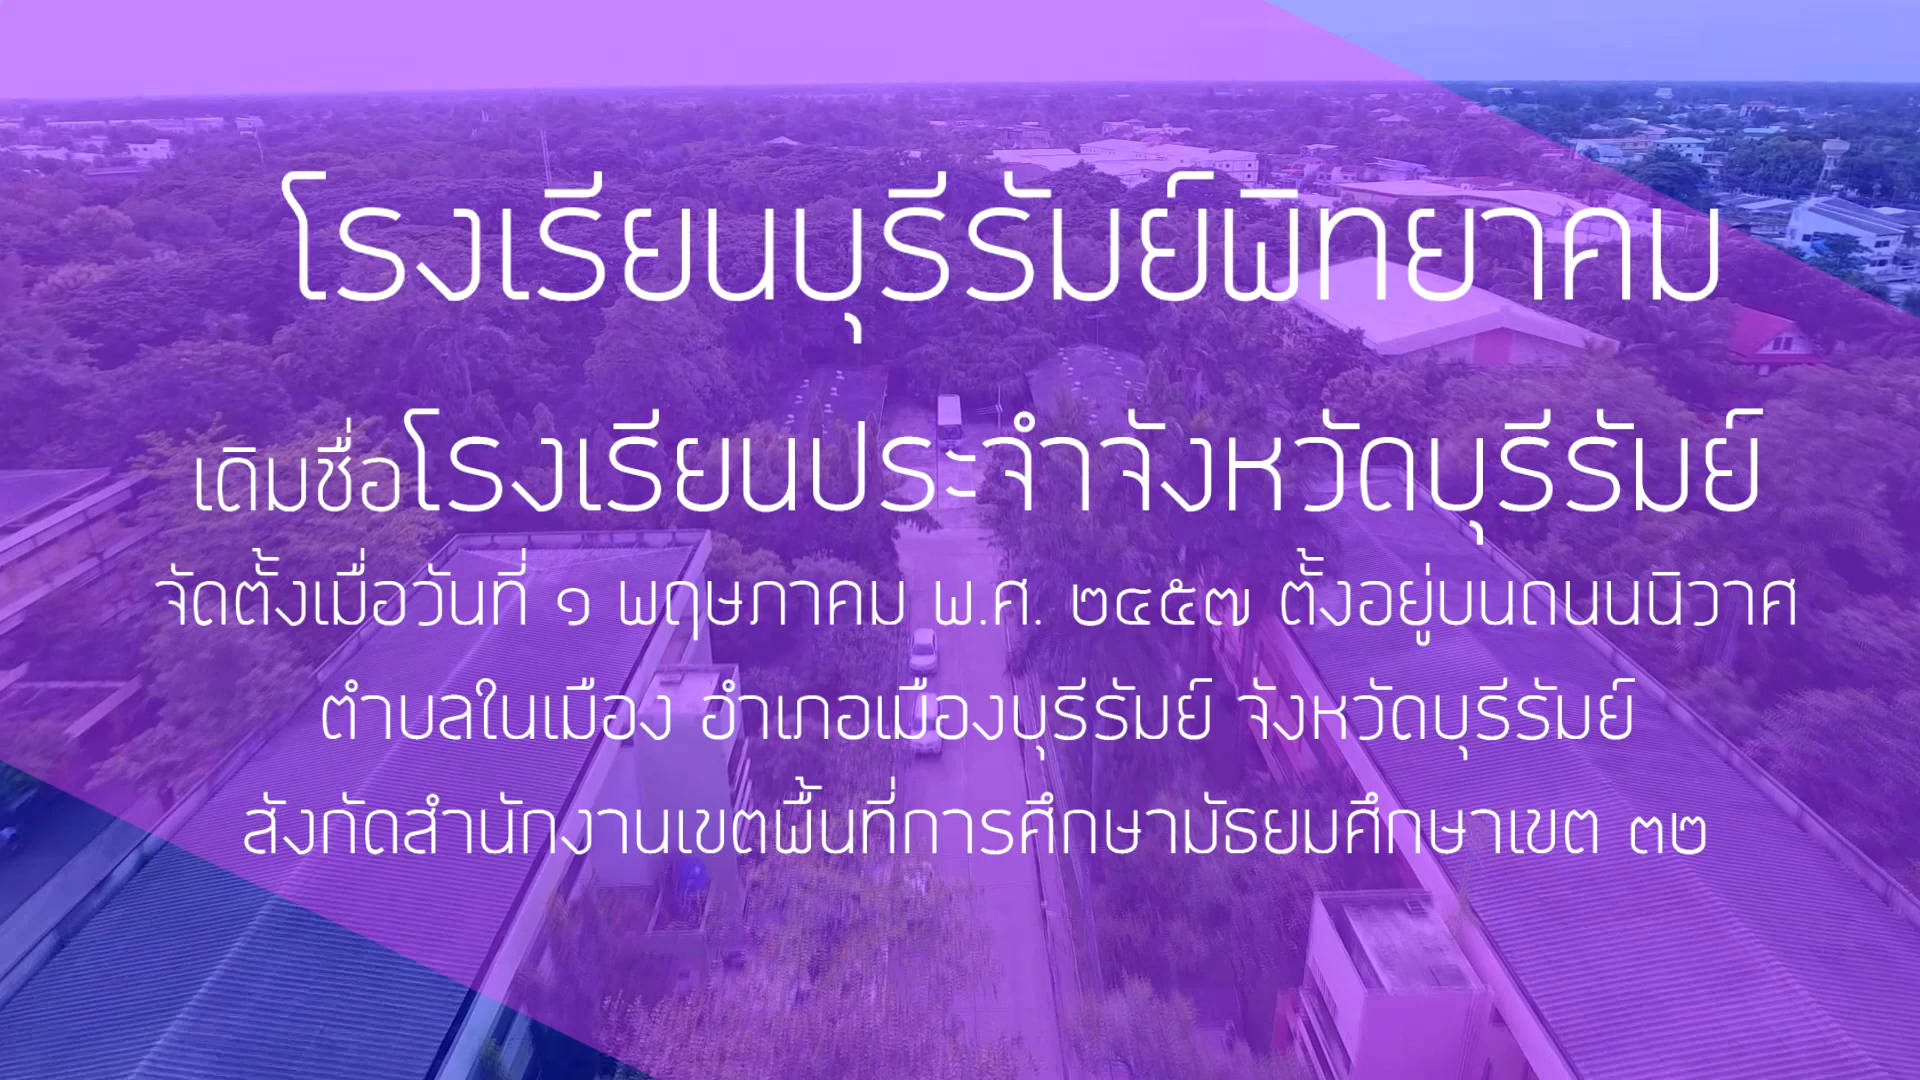 โรงเรียนบุรีรัมย์พิทยาคม
เดิมชื่อโรงเรียนประจำจังหวัดบุรีรัมย์
จัดตั้งเมื่อวันที่ ๑ พฤษภาคม พ.ศ. ๒๔๕๗ ตั้งอยู่บนถนนนิวาศ
ตำบลในเมือง อำเภอเมืองบุรีรัมย์ จังหวัดบุรีรัมย์
สังกัดสำนักงานเขตพื้นที่การศึกษามัธยมศึกษาเขต ๓๒